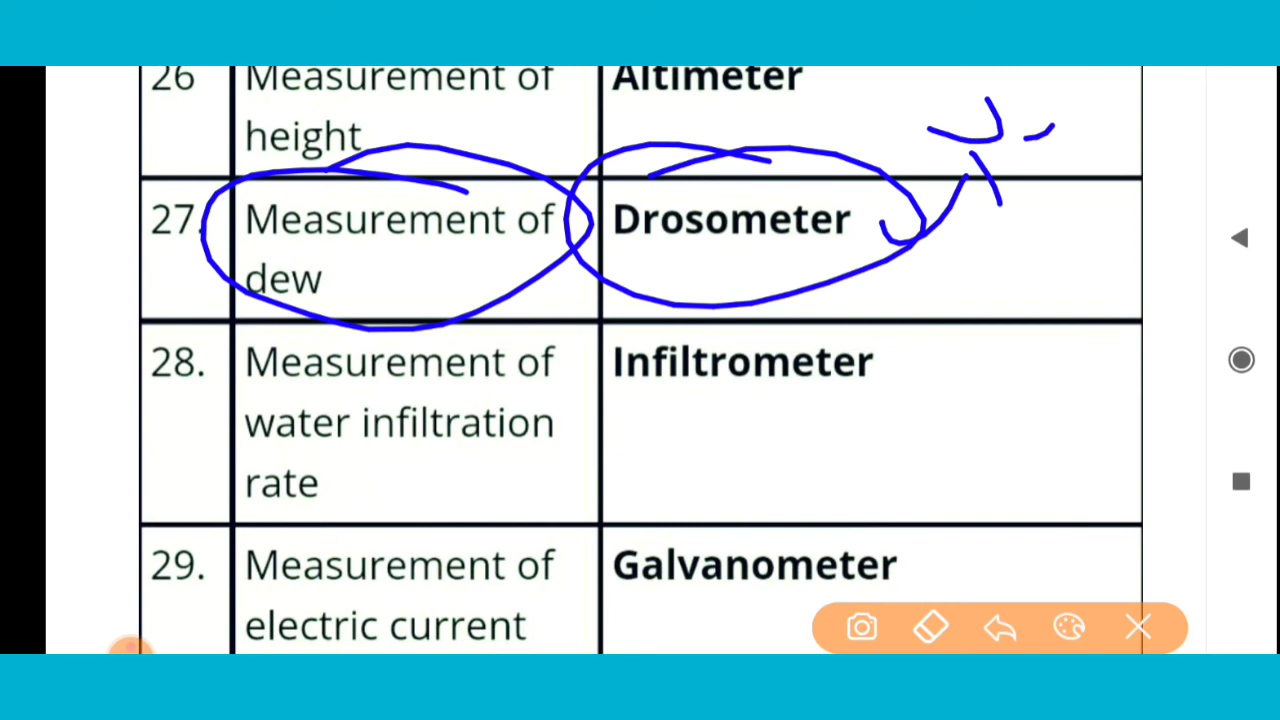 26 Measurement of Altimeter
height
27. Measurement of Drosometer
dew
28. Measurement of Infiltrometer
water infiltration
rate
29. Measurement of Galvanometer
electric current